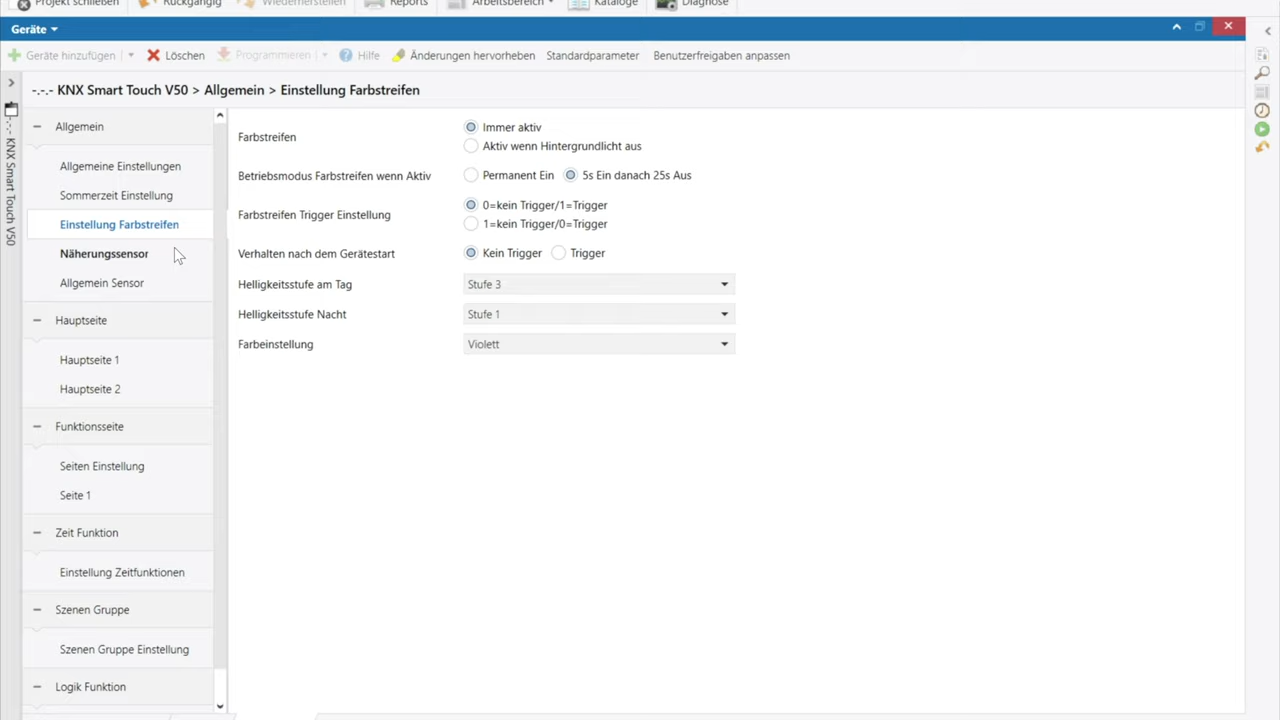 Projekt schließen Rückgängig Wiederherstellen Reports Arbeitsbereich Kataloge Diagnose
Geräte
Geräte hinzufügen Löschen Programmieren Hilfe Änderungen hervorheben Standardparameter Benutzerfreigaben anpassen
-.-.- KNX Smart Touch V50 > Allgemein > Einstellung Farbstreifen
-.-.- KNX Smart Touch V50
Allgemein
Allgemeine Einstellungen
Sommerzeit Einstellung
Einstellung Farbstreifen
Näherungssensor
Allgemein Sensor
Hauptseite
Hauptseite 1
Hauptseite 2
Funktionsseite
Seiten Einstellung
Seite 1
Zeit Funktion
Einstellung Zeitfunktionen
Szenen Gruppe
Szenen Gruppe Einstellung
Logik Funktion
Farbstreifen
Immer aktiv
Aktiv wenn Hintergrundlicht aus
Betriebsmodus Farbstreifen wenn Aktiv Permanent Ein 5s Ein danach 25s Aus
Farbstreifen Trigger Einstellung
0=kein Trigger/1=Trigger
1=kein Trigger/0=Trigger
Verhalten nach dem Gerätestart Kein Trigger Trigger
Helligkeitsstufe am Tag Stufe 3
Helligkeitsstufe Nacht Stufe 1
Farbeinstellung Violett